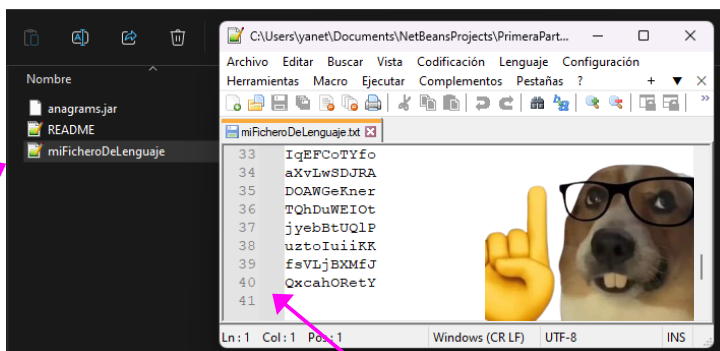 C:\Users\yanet\Documents\NetBeansProjects\PrimeraPart...
Archivo Editar Buscar Vista Codificación Lenguaje Configuración
Herramientas Macro Ejecutar Complementos Pestañas ? + ▼ X
Nombre
anagrams.jar
README
miFicheroDeLenguaje
miFicheroDeLenguaje.txt
33 IqEFCoTYfo
34 aXvLwSDJRA
35 DOAWGeKner
36 TQhDuWEIOt
37 jyebBtUQlP
38 uztoIuiiKK
39 fsVLjBXMfJ
40 QxcahORetY
41
Ln: 1 Col: 1 Pos: 1 Windows (CR LF) UTF-8 INS